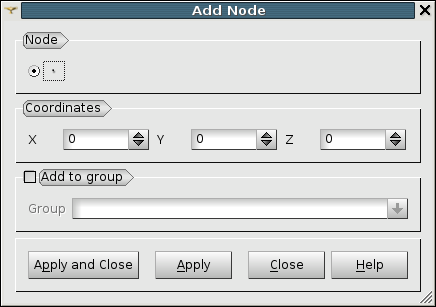 Add Node
Node
Coordinates
X 0 Y 0 Z 0
Add to group
Group
Apply and Close Apply Close Help